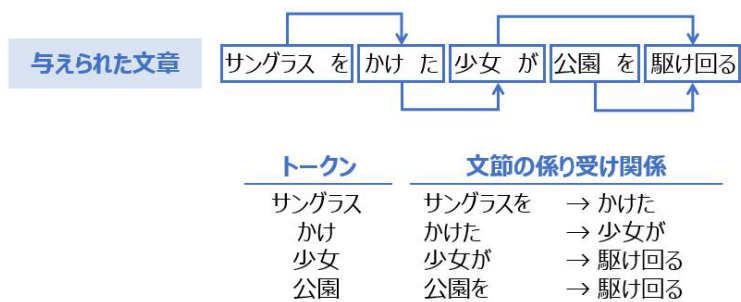 与えられた文章 サングラス を かけ た 少女 が 公園 を 駆け回る
トークン 文節の係り受け関係
サングラス サングラスを → かけた
かけ かけた → 少女が
少女 少女が → 駆け回る
公園 公園を → 駆け回る